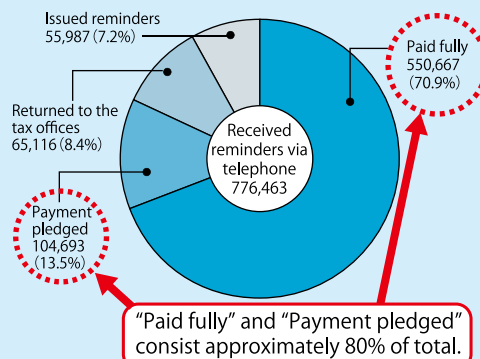 Issued reminders
55,987 (7.2%)
Paid fully
550,667
(70.9%)
Returned to the
tax offices
65,116 (8.4%)
Received
reminders via
telephone
776,463
Payment
pledged
104,693
(13.5%)
“Paid fully” and “Payment pledged”
consist approximately 80% of total.